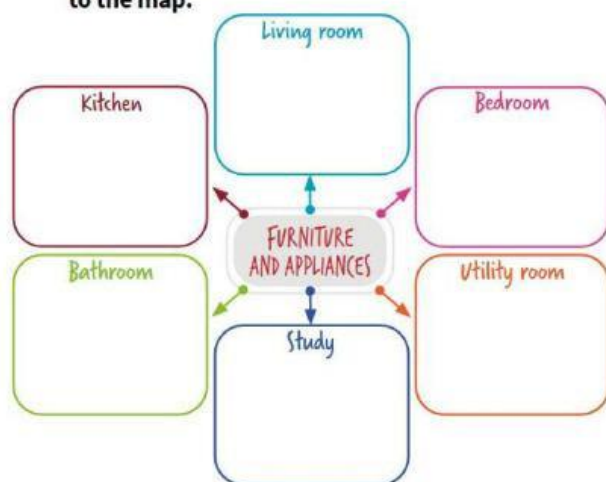 to the map.
Living room
Kitchen
Bedroom
FURNITURE
AND APPLIANCES
Bathroom
Utility room
Study